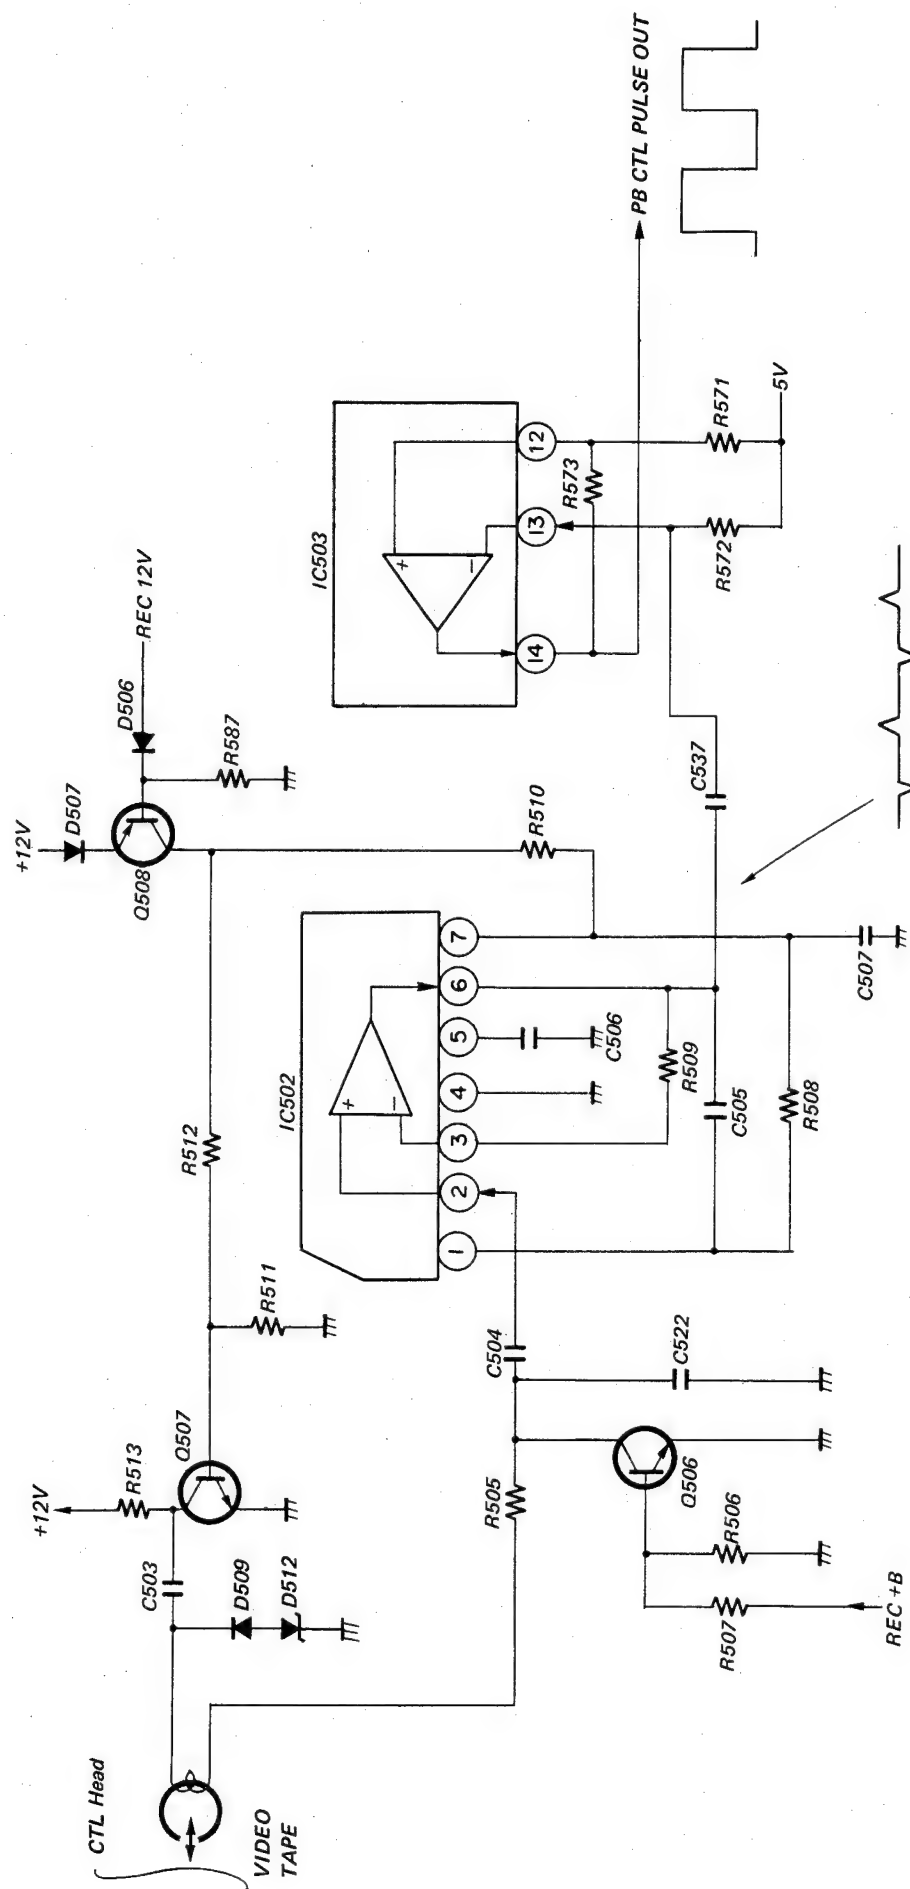 CTL Head
VIDEO
TAPE
+12V
R513
C503
D509
D512
Q507
R511
R512
+12V
D507
Q508
D506
REC 12V
R587
R510
IC502
+
−
1
2
3
4
5
6
7
C504
R505
C522
Q506
R506
R507
REC +B
C506
R509
C505
R508
C507
C537
IC503
+
−
14
13
12
R573
R572
R571
5V
PB CTL PULSE OUT